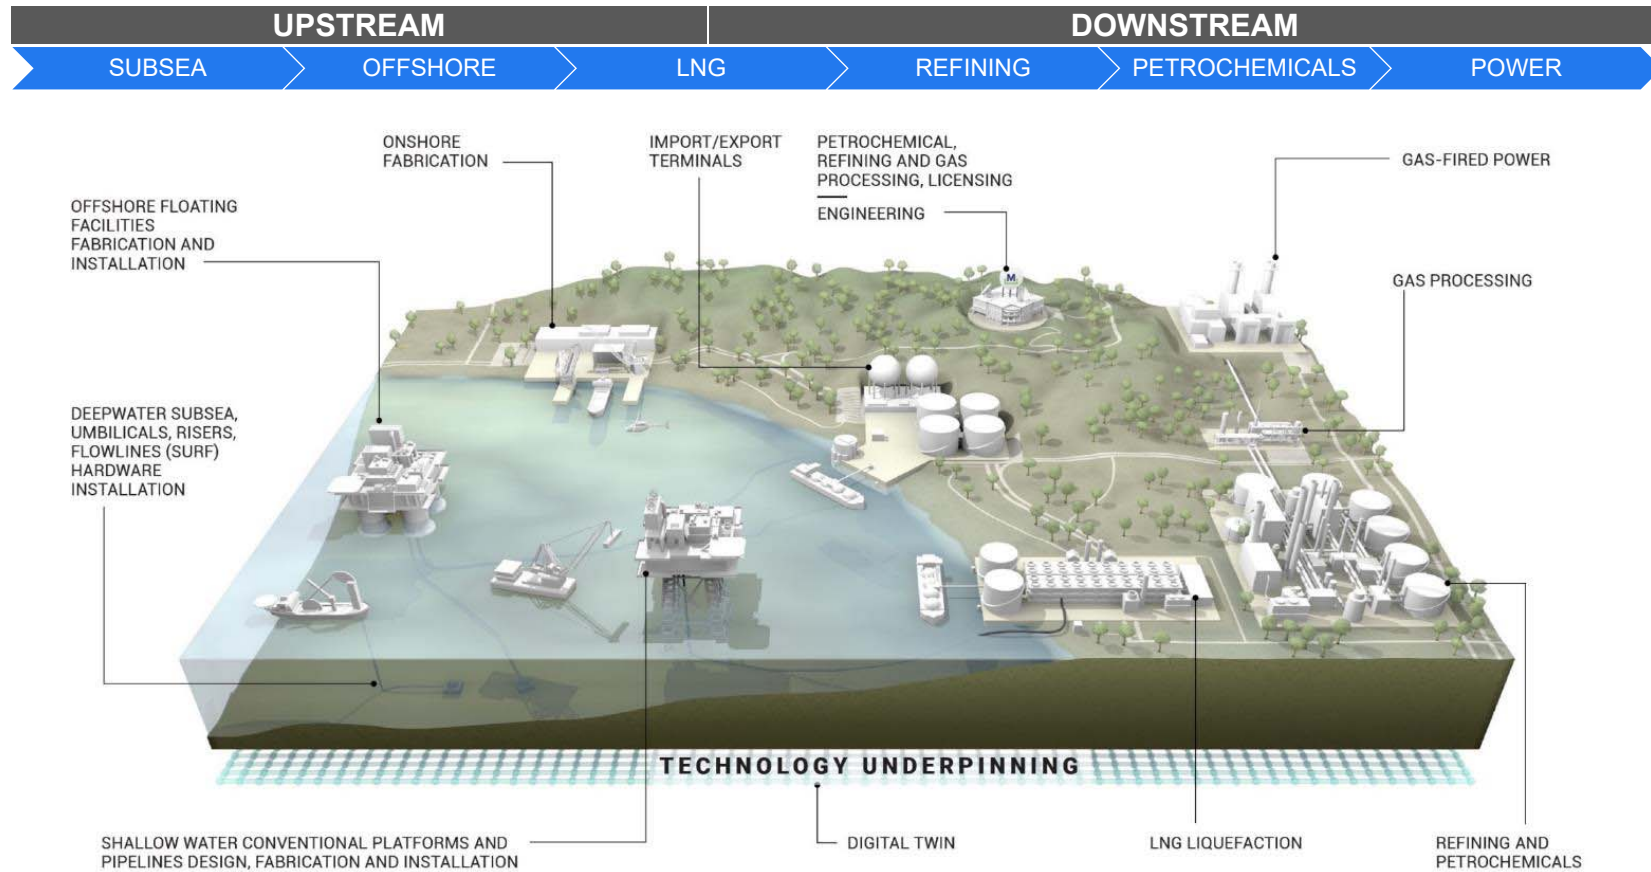 UPSTREAM
DOWNSTREAM
SUBSEA
OFFSHORE
LNG
REFINING
PETROCHEMICALS
POWER
ONSHORE
FABRICATION
IMPORT/EXPORT
TERMINALS
PETROCHEMICAL,
REFINING AND GAS
PROCESSING, LICENSING
ENGINEERING
GAS-FIRED POWER
OFFSHORE FLOATING
FACILITIES
FABRICATION AND
INSTALLATION
M
GAS PROCESSING
DEEPWATER SUBSEA,
UMBILICALS, RISERS,
FLOWLINES (SURF)
HARDWARE
INSTALLATION
TECHNOLOGY UNDERPINNING
SHALLOW WATER CONVENTIONAL PLATFORMS AND
PIPELINES DESIGN, FABRICATION AND INSTALLATION
DIGITAL TWIN
LNG LIQUEFACTION
REFINING AND
PETROCHEMICALS